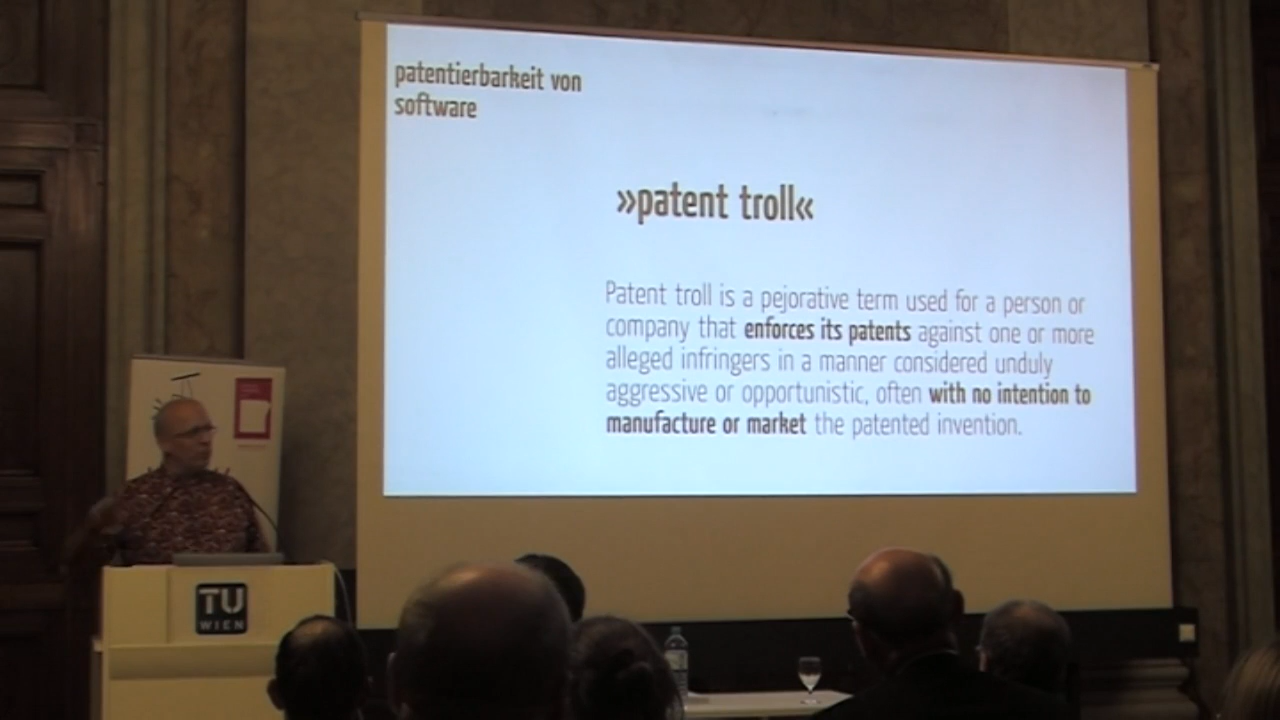 patentierbarkeit von
software
»patent troll«
Patent troll is a pejorative term used for a person or
company that enforces its patents against one or more
alleged infringers in a manner considered unduly
aggressive or opportunistic, often with no intention to
manufacture or market the patented invention.
TU
WIEN